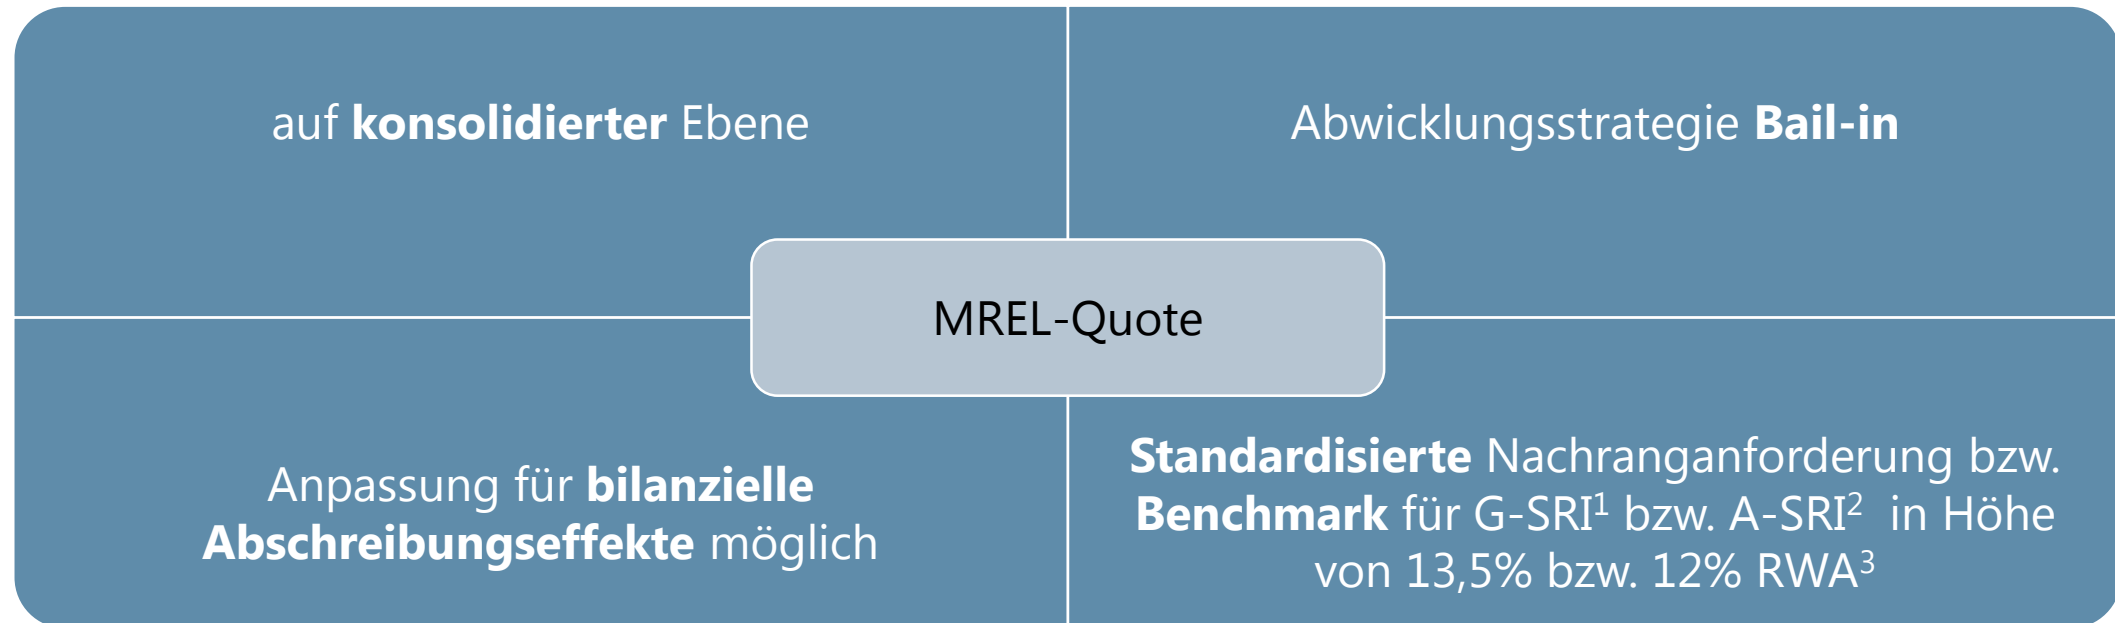 auf konsolidierter Ebene
Abwicklungsstrategie Bail-in
MREL-Quote
Anpassung für bilanzielle
Abschreibungseffekte möglich
Standardisierte Nachranganforderung bzw.
Benchmark für G-SRI¹ bzw. A-SRI² in Höhe
von 13,5% bzw. 12% RWA³